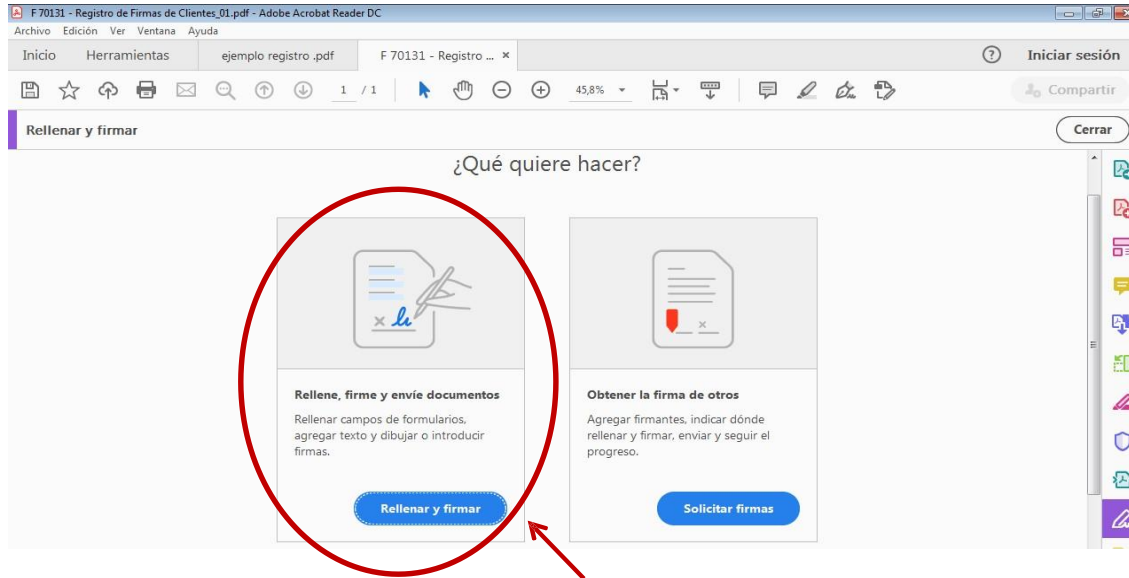 F 70131 - Registro de Firmas de Clientes_01.pdf - Adobe Acrobat Reader DC
Archivo Edición Ver Ventana Ayuda
Inicio Herramientas ejemplo registro .pdf F 70131 - Registro ... × ? Iniciar sesión
1 / 1 45,8% Compartir
Rellenar y firmar Cerrar
¿Qué quiere hacer?
Rellene, firme y envíe documentos
Rellenar campos de formularios,
agregar texto y dibujar o introducir
firmas.
Rellenar y firmar
Obtener la firma de otros
Agregar firmantes, indicar dónde
rellenar y firmar, enviar y seguir el
progreso.
Solicitar firmas